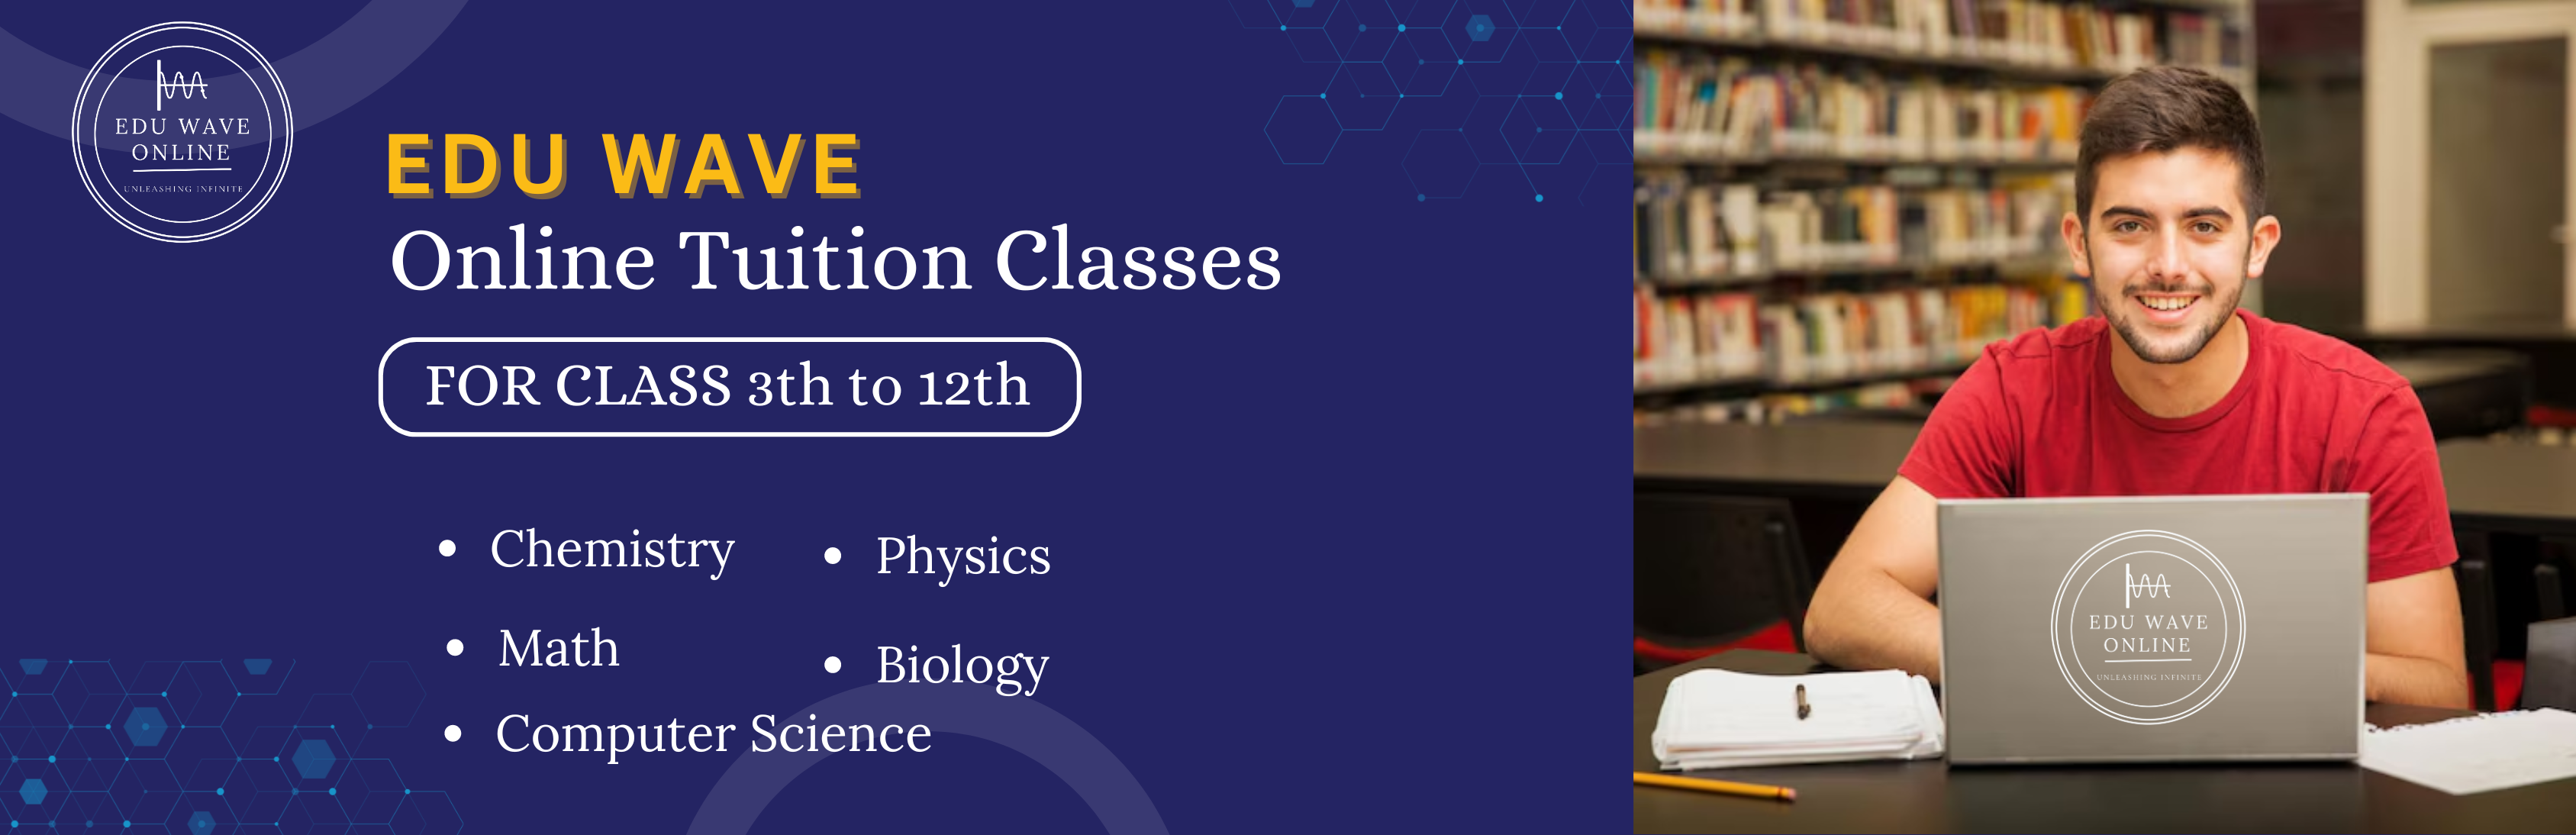 EDU WAVE
ONLINE
UNLEASHING INFINITE
EDU WAVE
Online Tuition Classes
FOR CLASS 3th to 12th
Chemistry
Physics
Math
Biology
Computer Science
EDU WAVE
ONLINE
UNLEASHING INFINITE